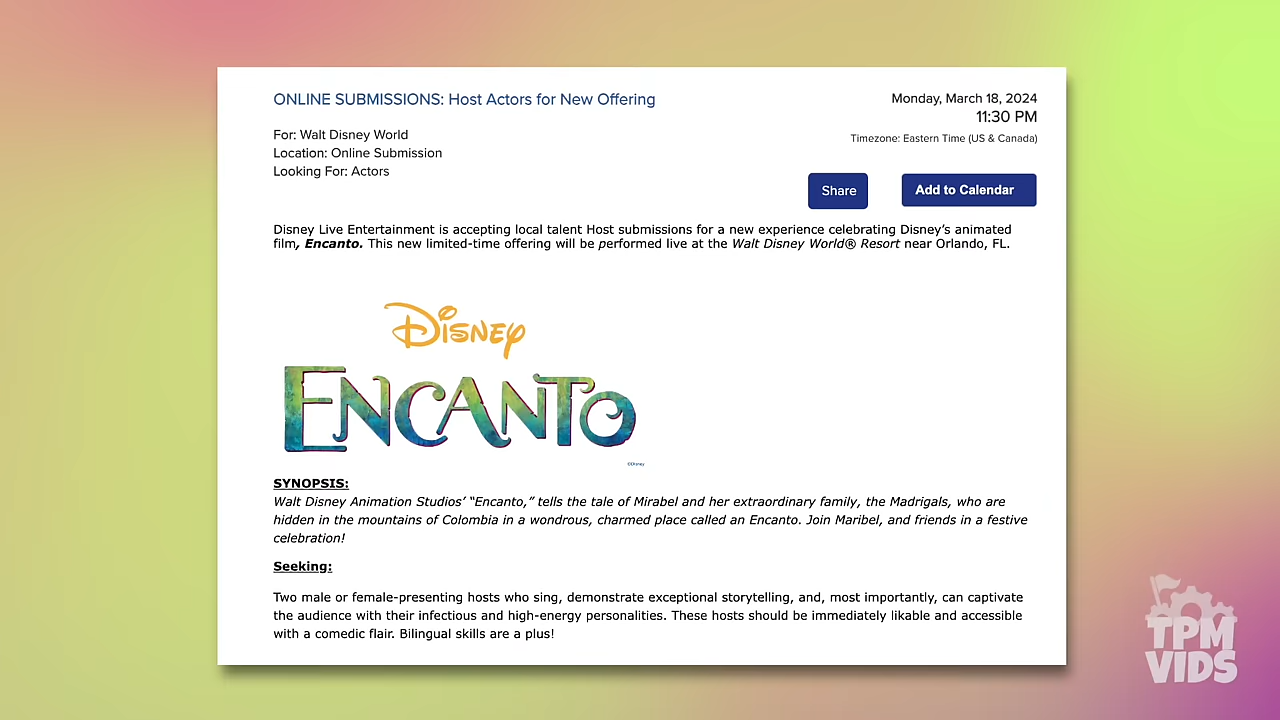 ONLINE SUBMISSIONS: Host Actors for New Offering
Monday, March 18, 2024
11:30 PM
Timezone: Eastern Time (US & Canada)
For: Walt Disney World
Location: Online Submission
Looking For: Actors
Share
Add to Calendar
Disney Live Entertainment is accepting local talent Host submissions for a new experience celebrating Disney's animated
film, Encanto. This new limited-time offering will be performed live at the Walt Disney World® Resort near Orlando, FL.
Disney
ENCANTO
©Disney
SYNOPSIS:
Walt Disney Animation Studios' "Encanto," tells the tale of Mirabel and her extraordinary family, the Madrigals, who are
hidden in the mountains of Colombia in a wondrous, charmed place called an Encanto. Join Maribel, and friends in a festive
celebration!
Seeking:
Two male or female-presenting hosts who sing, demonstrate exceptional storytelling, and, most importantly, can captivate
the audience with their infectious and high-energy personalities. These hosts should be immediately likable and accessible
with a comedic flair. Bilingual skills are a plus!
TPM
VIDS